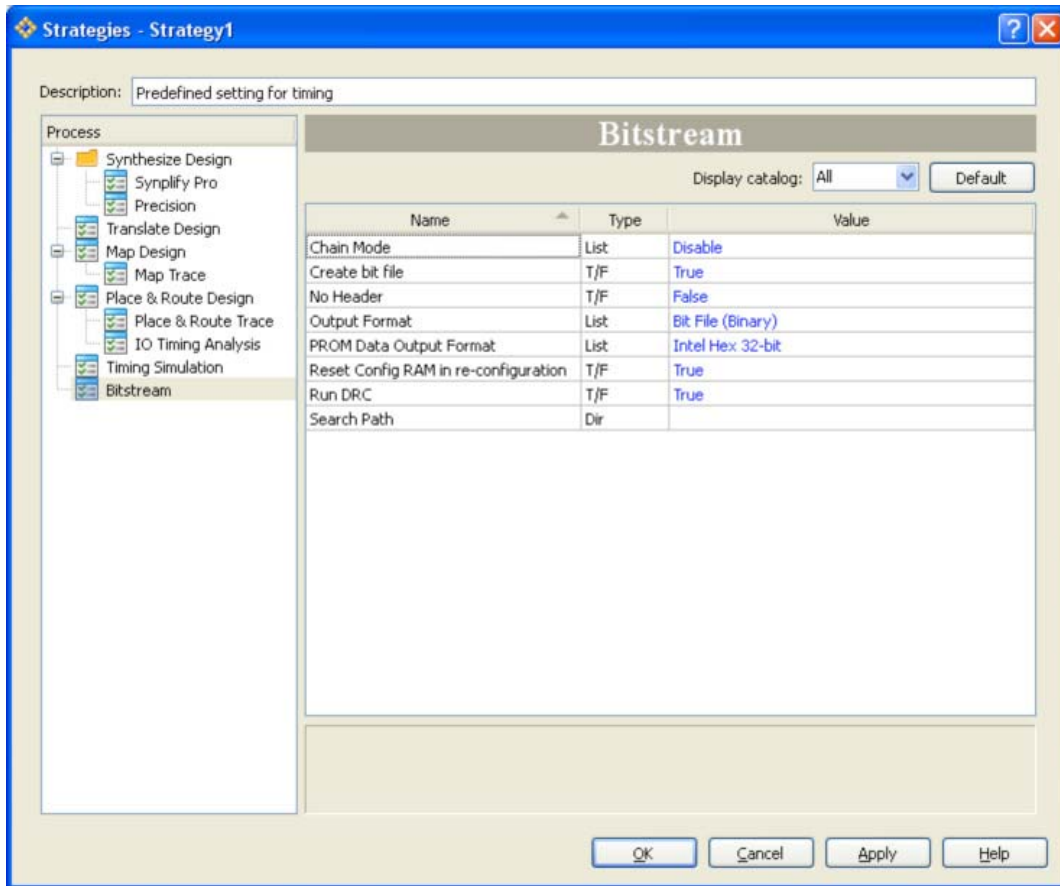 Strategies - Strategy1
Description: Predefined setting for timing
Process
Synthesize Design
Synplify Pro
Precision
Translate Design
Map Design
Map Trace
Place & Route Design
Place & Route Trace
IO Timing Analysis
Timing Simulation
Bitstream
Bitstream
Display catalog: All Default
Name Type Value
Chain Mode List Disable
Create bit file T/F True
No Header T/F False
Output Format List Bit File (Binary)
PROM Data Output Format List Intel Hex 32-bit
Reset Config RAM in re-configuration T/F True
Run DRC T/F True
Search Path Dir
OK Cancel Apply Help